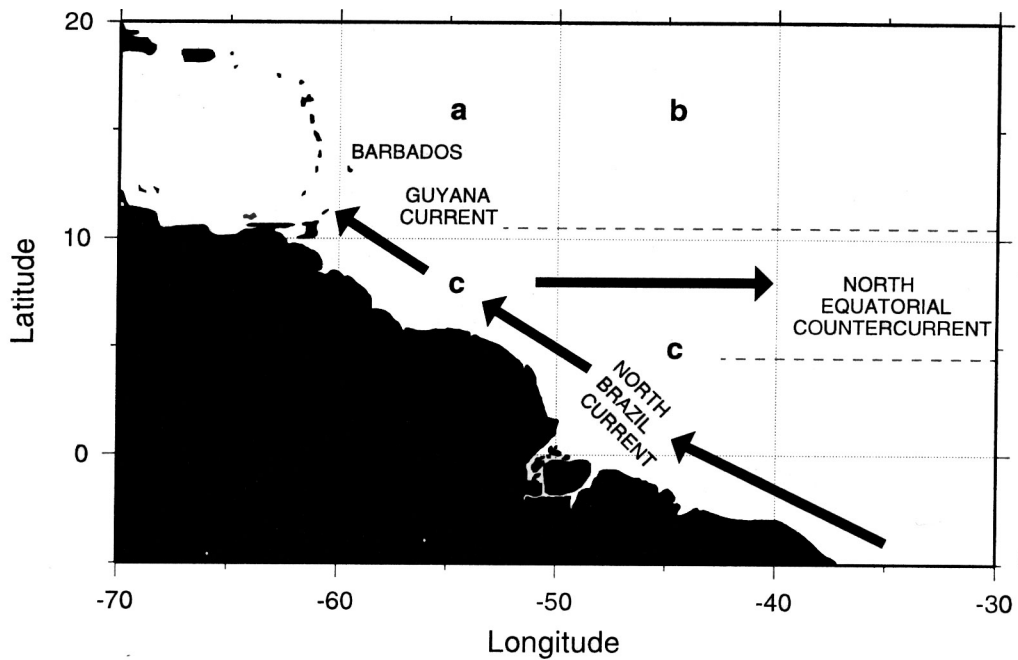 20
a
b
BARBADOS
GUYANA
CURRENT
10
c
NORTH
EQUATORIAL
COUNTERCURRENT
c
NORTH
BRAZIL
CURRENT
0
-70
-60
-50
-40
-30
Latitude
Longitude